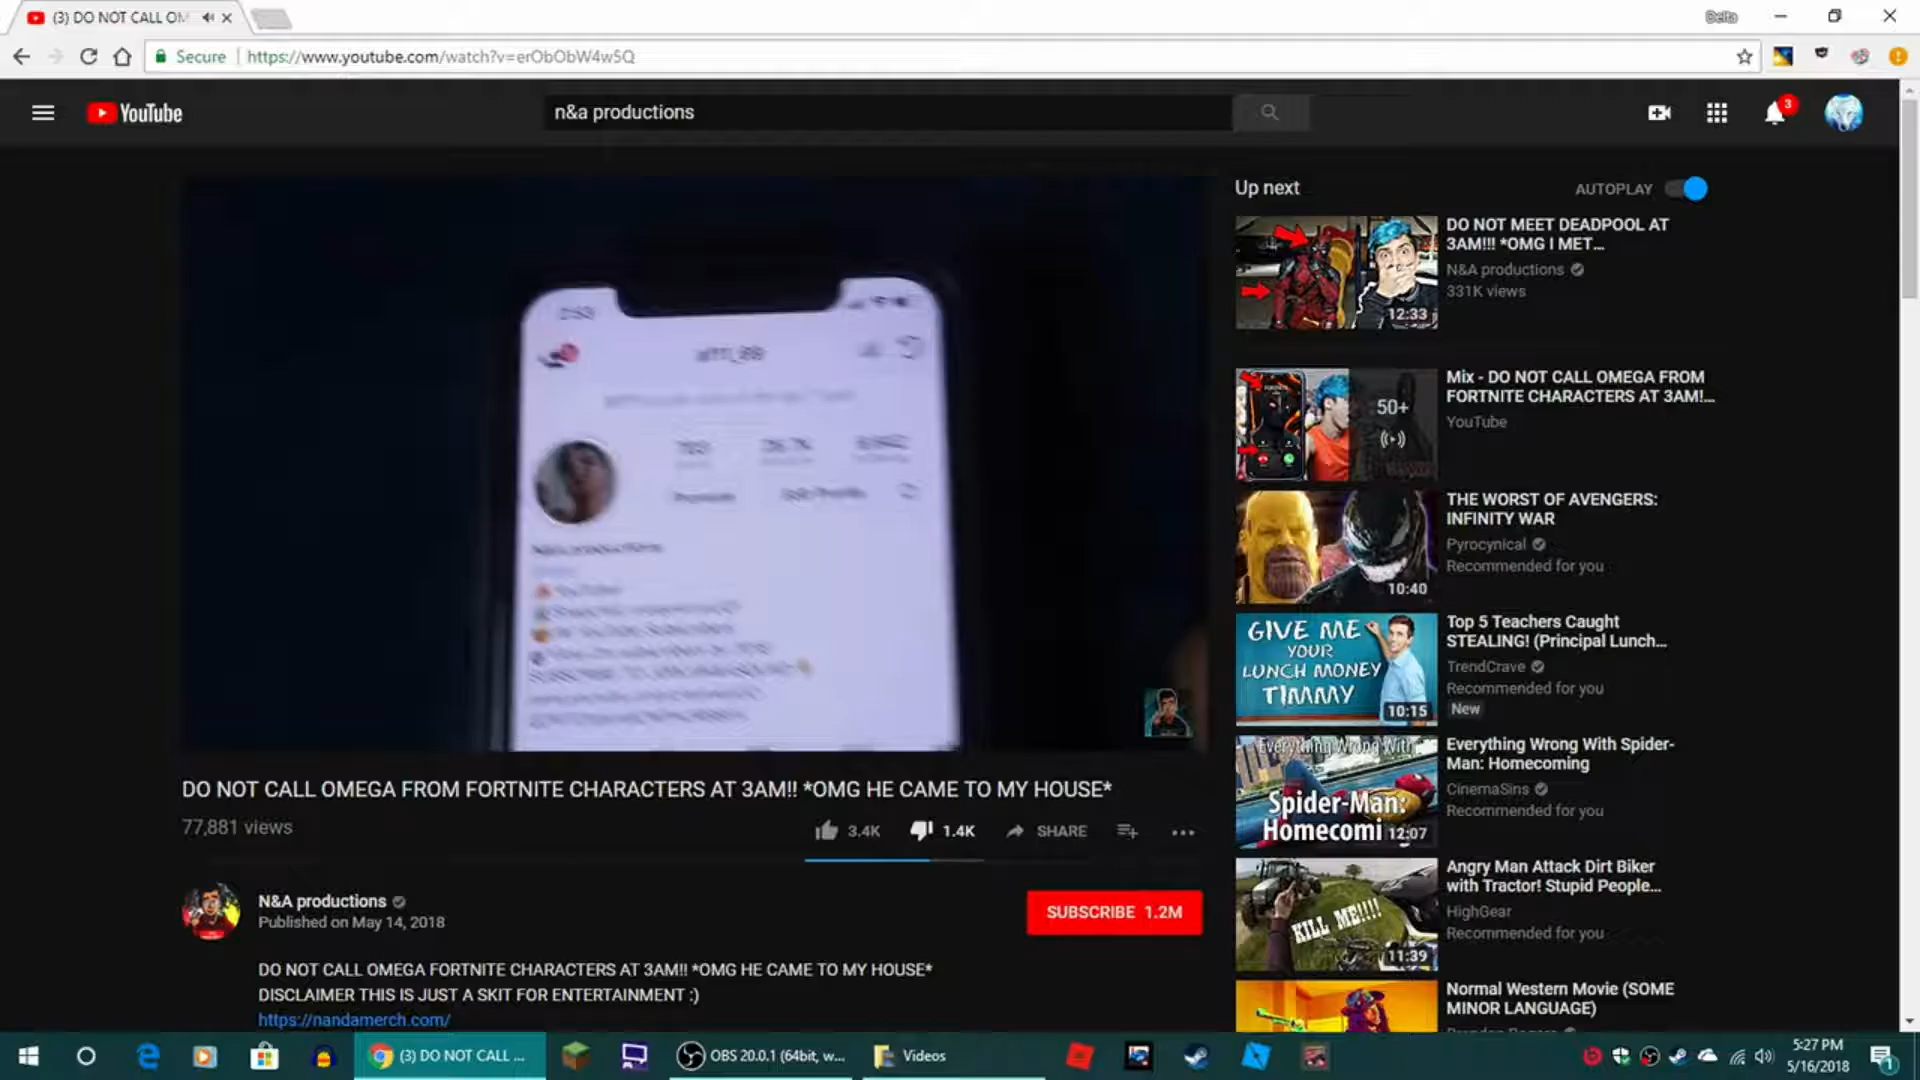 (3) DO NOT CALL OM
Delta
Secure
https://www.youtube.com/watch?v=erObObW4w5Q
YouTube
n&a productions
3
Up next
AUTOPLAY
DO NOT MEET DEADPOOL AT
3AM!!! *OMG I MET...
N&A productions
331K views
12:33
Mix - DO NOT CALL OMEGA FROM
FORTNITE CHARACTERS AT 3AM!...
YouTube
50+
THE WORST OF AVENGERS:
INFINITY WAR
Pyrocynical
Recommended for you
10:40
GIVE ME
YOUR
LUNCH MONEY
TIMMY
10:15
Top 5 Teachers Caught
STEALING! (Principal Lunch...
TrendCrave
Recommended for you
New
Everything Wrong With
Spider-Man:
Homecomi
12:07
Everything Wrong With Spider-
Man: Homecoming
CinemaSins
Recommended for you
KILL ME!!!!
11:39
Angry Man Attack Dirt Biker
with Tractor! Stupid People...
HighGear
Recommended for you
Normal Western Movie (SOME
MINOR LANGUAGE)
DO NOT CALL OMEGA FROM FORTNITE CHARACTERS AT 3AM!! *OMG HE CAME TO MY HOUSE*
77,881 views
3.4K
1.4K
SHARE
N&A productions
Published on May 14, 2018
SUBSCRIBE 1.2M
DO NOT CALL OMEGA FORTNITE CHARACTERS AT 3AM!! *OMG HE CAME TO MY HOUSE*
DISCLAIMER THIS IS JUST A SKIT FOR ENTERTAINMENT :)
https://nandamerch.com/
(3) DO NOT CALL ...
OBS 20.0.1 (64bit, w...
Videos
5:27 PM
5/16/2018
1